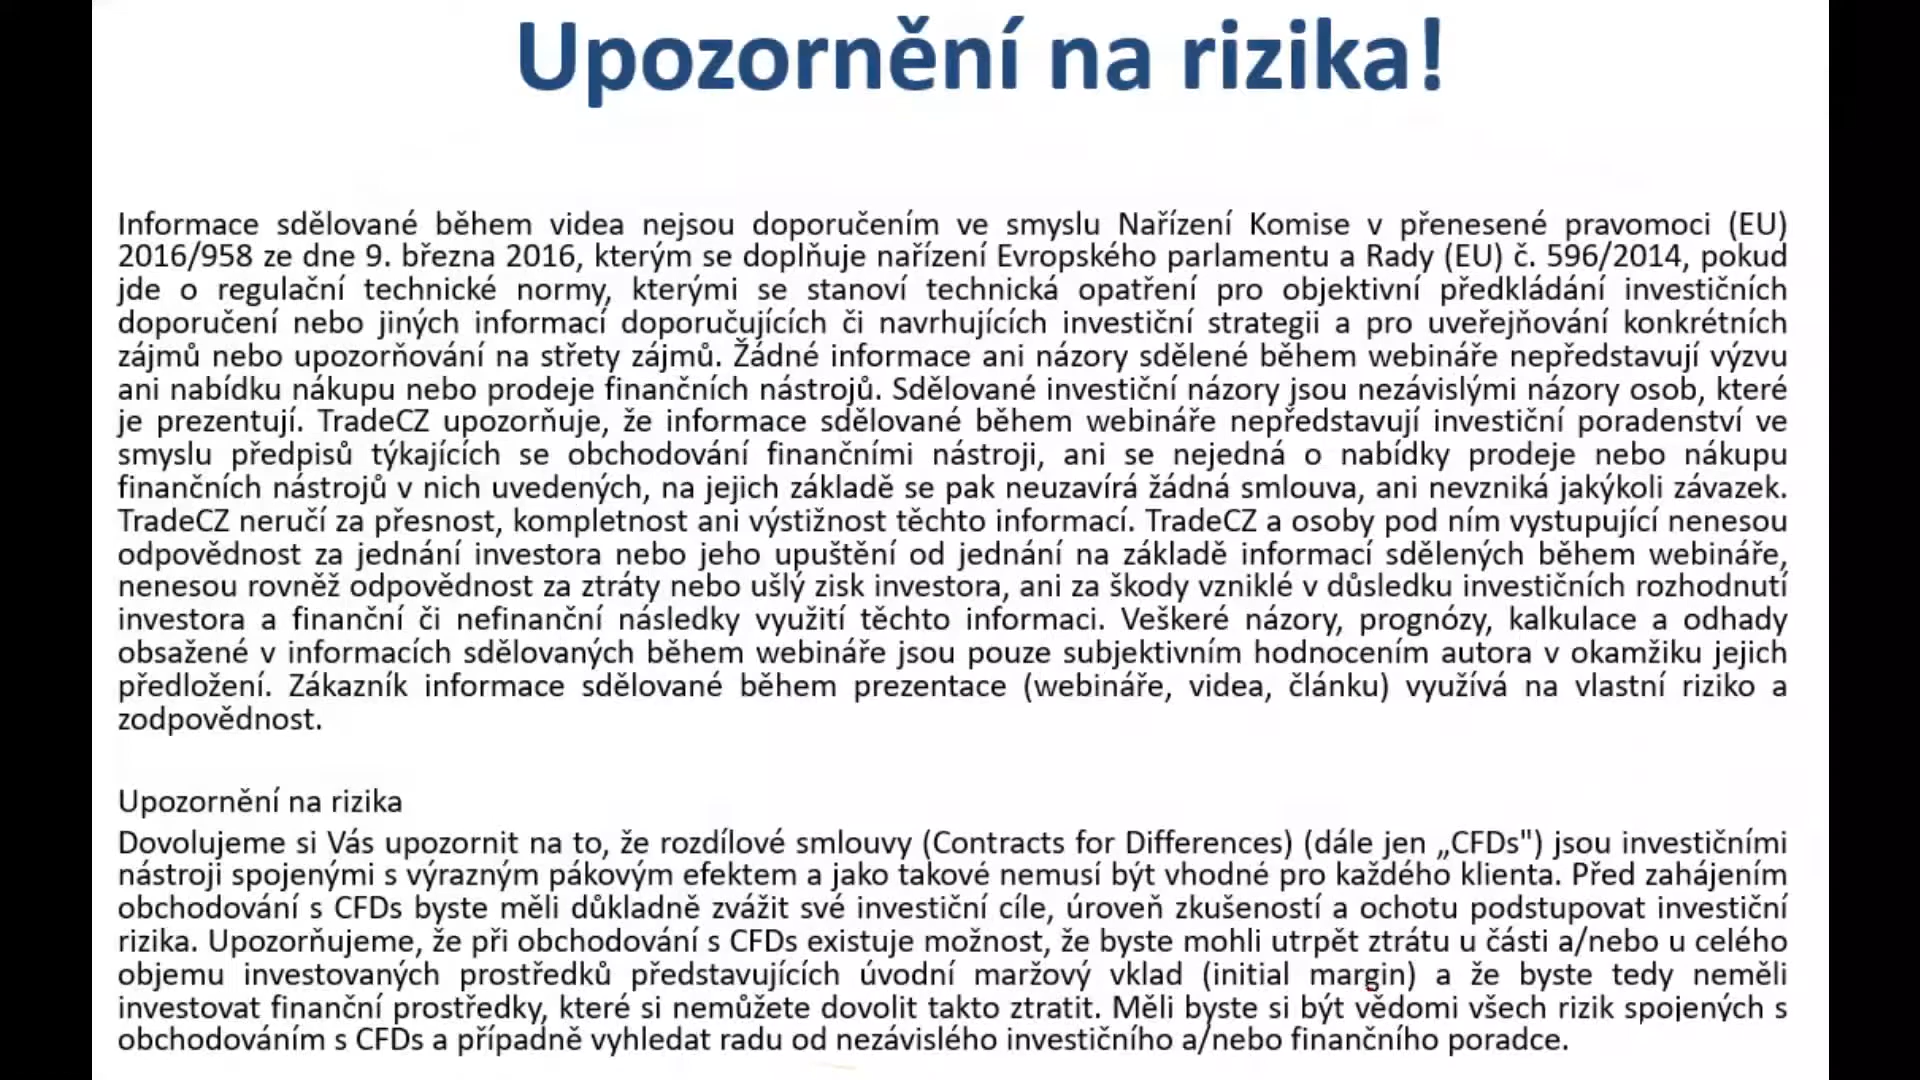 Upozornění na rizika!
Informace sdělované během videa nejsou doporučením ve smyslu Nařízení Komise v přenesené pravomoci (EU)
2016/958 ze dne 9. března 2016, kterým se doplňuje nařízení Evropského parlamentu a Rady (EU) č. 596/2014, pokud
jde o regulační technické normy, kterými se stanoví technická opatření pro objektivní předkládání investičních
doporučení nebo jiných informací doporučujících či navrhujících investiční strategii a pro uveřejňování konkrétních
zájmů nebo upozorňování na střety zájmů. Žádné informace ani názory sdělené během webináře nepředstavují výzvu
ani nabídku nákupu nebo prodeje finančních nástrojů. Sdělované investiční názory jsou nezávislými názory osob, které
je prezentují. TradeCZ upozorňuje, že informace sdělované během webináře nepředstavují investiční poradenství ve
smyslu předpisů týkajících se obchodování finančními nástroji, ani se nejedná o nabídky prodeje nebo nákupu
finančních nástrojů v nich uvedených, na jejich základě se pak neuzavírá žádná smlouva, ani nevzniká jakýkoli závazek.
TradeCZ neručí za přesnost, kompletnost ani výstižnost těchto informací. TradeCZ a osoby pod ním vystupující nenesou
odpovědnost za jednání investora nebo jeho upuštění od jednání na základě informací sdělených během webináře,
nenesou rovněž odpovědnost za ztráty nebo ušlý zisk investora, ani za škody vzniklé v důsledku investičních rozhodnutí
investora a finanční či nefinanční následky využití těchto informaci. Veškeré názory, prognózy, kalkulace a odhady
obsažené v informacích sdělovaných během webináře jsou pouze subjektivním hodnocením autora v okamžiku jejich
předložení. Zákazník informace sdělované během prezentace (webináře, videa, článku) využívá na vlastní riziko a
zodpovědnost.
Upozornění na rizika
Dovolujeme si Vás upozornit na to, že rozdílové smlouvy (Contracts for Differences) (dále jen „CFDs") jsou investičními
nástroji spojenými s výrazným pákovým efektem a jako takové nemusí být vhodné pro každého klienta. Před zahájením
obchodování s CFDs byste měli důkladně zvážit své investiční cíle, úroveň zkušeností a ochotu podstupovat investiční
rizika. Upozorňujeme, že při obchodování s CFDs existuje možnost, že byste mohli utrpět ztrátu u části a/nebo u celého
objemu investovaných prostředků představujících úvodní maržový vklad (initial margin) a že byste tedy neměli
investovat finanční prostředky, které si nemůžete dovolit takto ztratit. Měli byste si být vědomi všech rizik spojených s
obchodováním s CFDs a případně vyhledat radu od nezávislého investičního a/nebo finančního poradce.